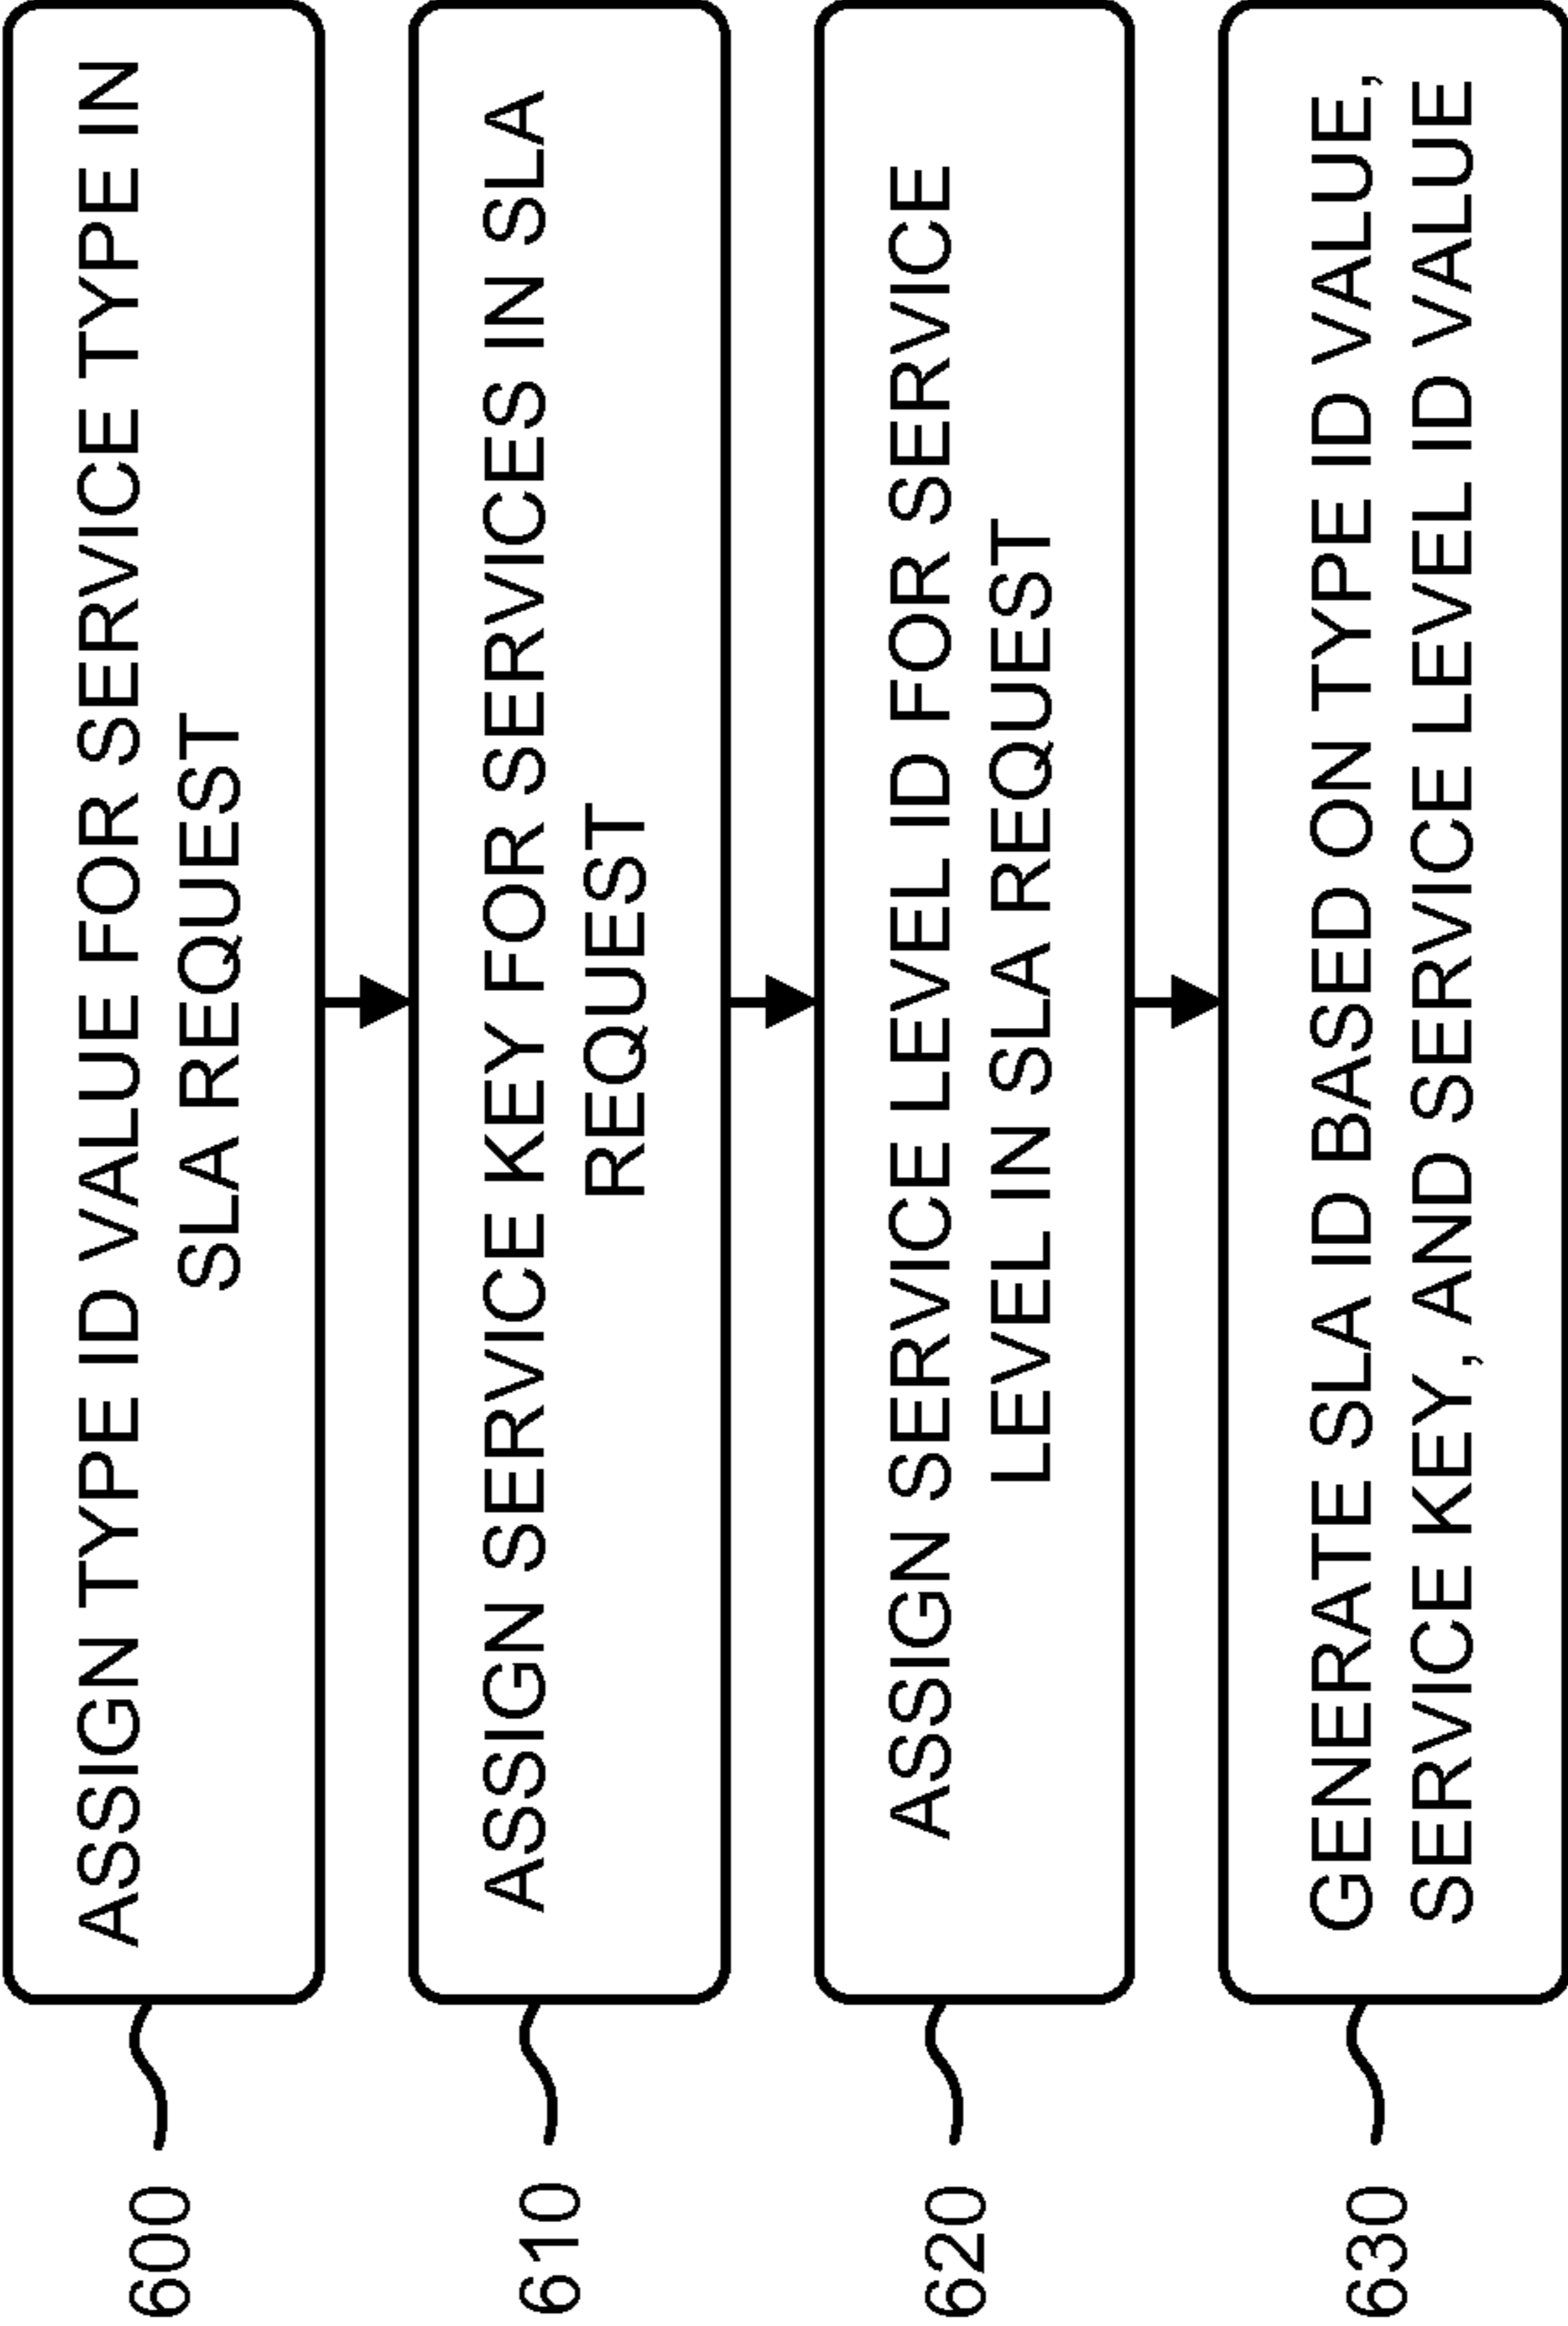 600
ASSIGN TYPE ID VALUE FOR SERVICE TYPE IN
SLA REQUEST
610
ASSIGN SERVICE KEY FOR SERVICES IN SLA
REQUEST
620
ASSIGN SERVICE LEVEL ID FOR SERVICE
LEVEL IN SLA REQUEST
630
GENERATE SLA ID BASED ON TYPE ID VALUE,
SERVICE KEY, AND SERVICE LEVEL ID VALUE